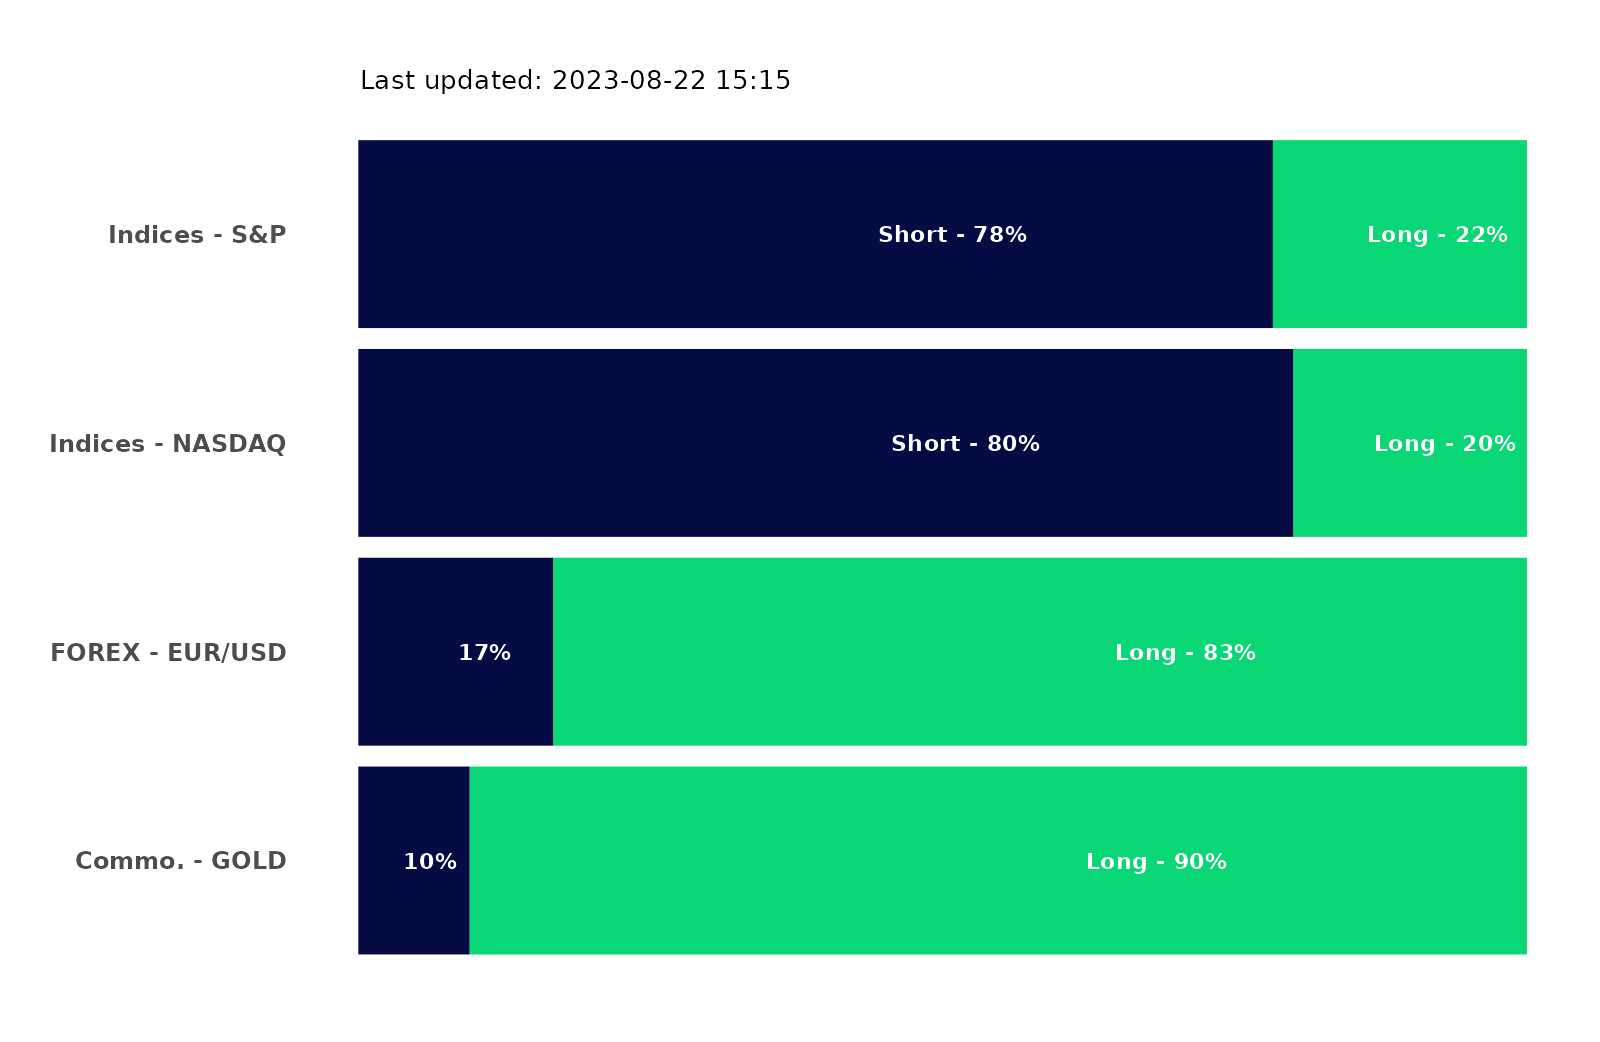 Last updated: 2023-08-22 15:15
Indices - S&P Short - 78% Long - 22%
Indices - NASDAQ Short - 80% Long - 20%
FOREX - EUR/USD 17% Long - 83%
Commo. - GOLD 10% Long - 90%